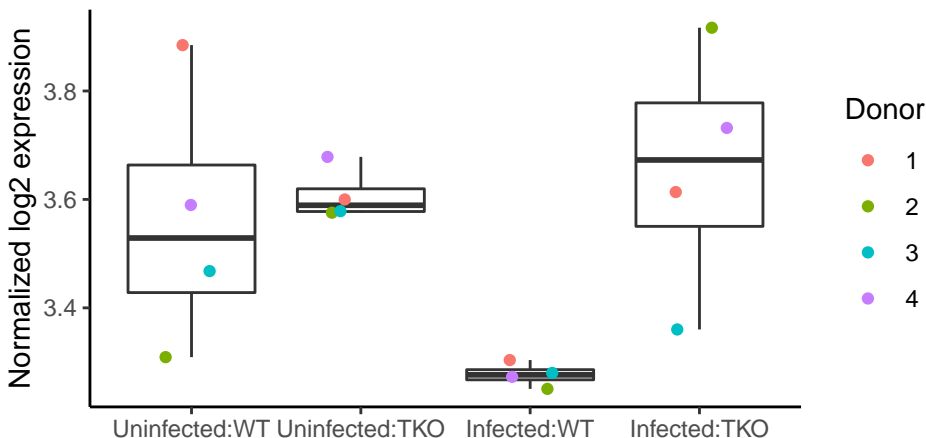 Normalized log2 expression
3.8
3.6
3.4
Uninfected:WT Uninfected:TKO Infected:WT Infected:TKO
Donor
1
2
3
4